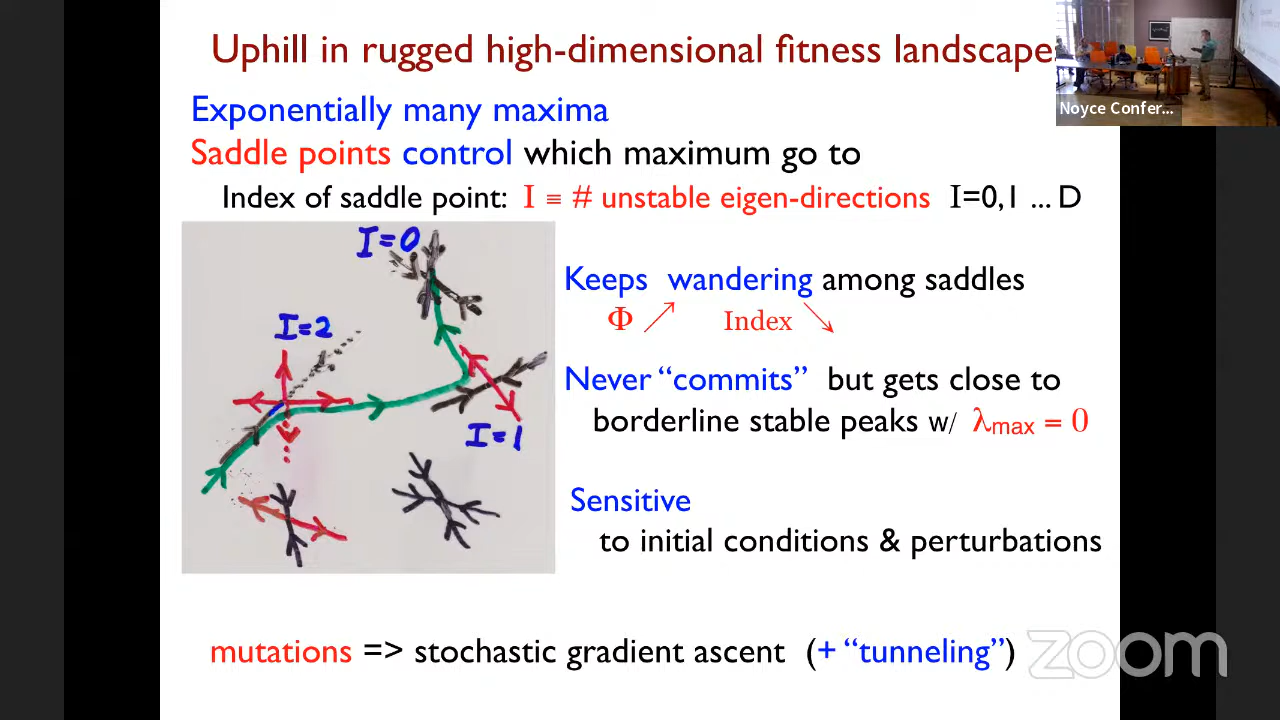 Uphill in rugged high-dimensional fitness landscape
Noyce Confer...
Exponentially many maxima
Saddle points control which maximum go to
Index of saddle point: I ≡ # unstable eigen-directions I=0,1 ... D
I=0
I=2
I=1
Keeps wandering among saddles
Φ ↗ Index ↘
Never “commits” but gets close to
borderline stable peaks w/ λmax = 0
Sensitive
to initial conditions & perturbations
mutations => stochastic gradient ascent (+ “tunneling”)
zoom